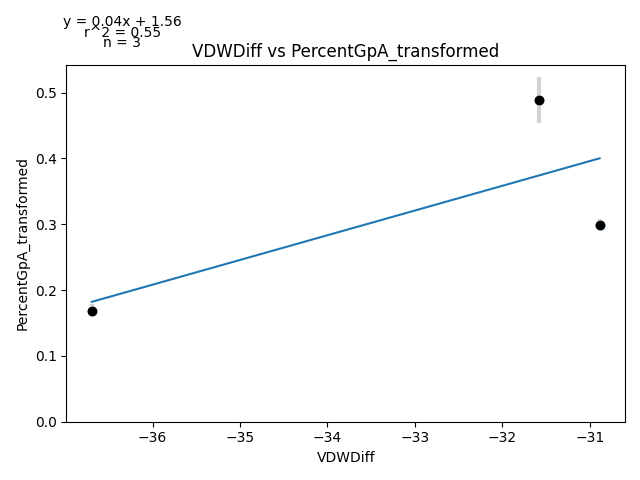 y = 0.04x + 1.56
r^2 = 0.55
n = 3
VDWDiff vs PercentGpA_transformed
PercentGpA_transformed
0.5
0.4
0.3
0.2
0.1
0.0
−36
−35
−34
−33
−32
−31
VDWDiff